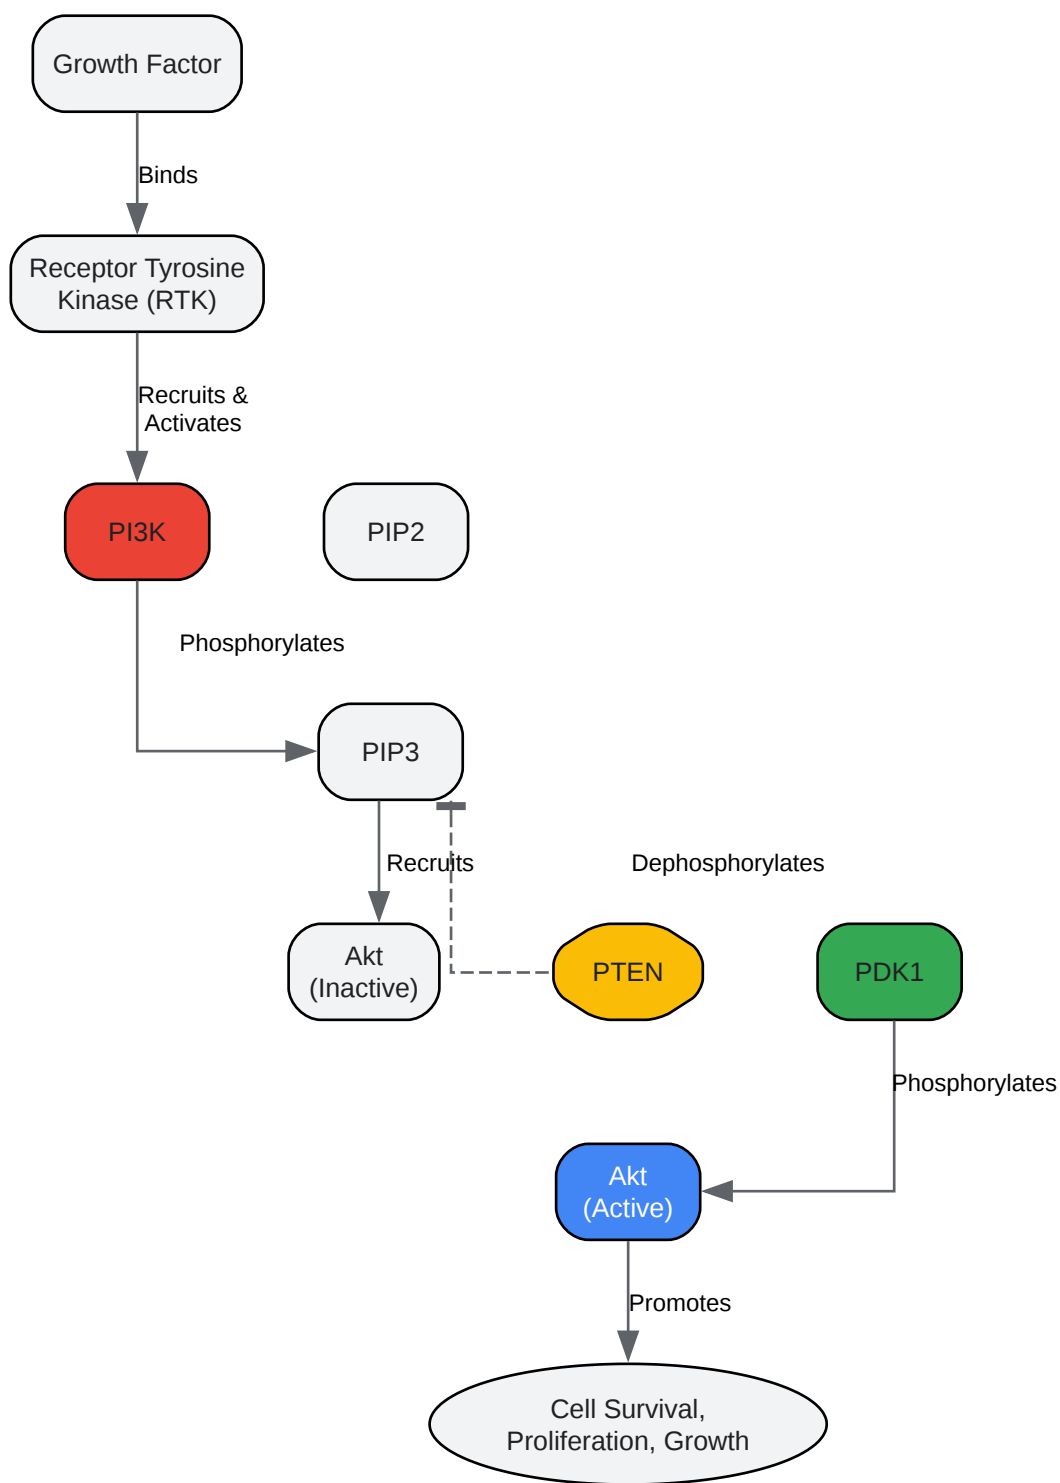 Growth Factor
Binds
Receptor Tyrosine
Kinase (RTK)
Recruits &
Activates
PI3K
PIP2
Phosphorylates
PIP3
Recruits
Dephosphorylates
Akt
(Inactive)
PTEN
PDK1
Phosphorylates
Akt
(Active)
Promotes
Cell Survival,
Proliferation, Growth